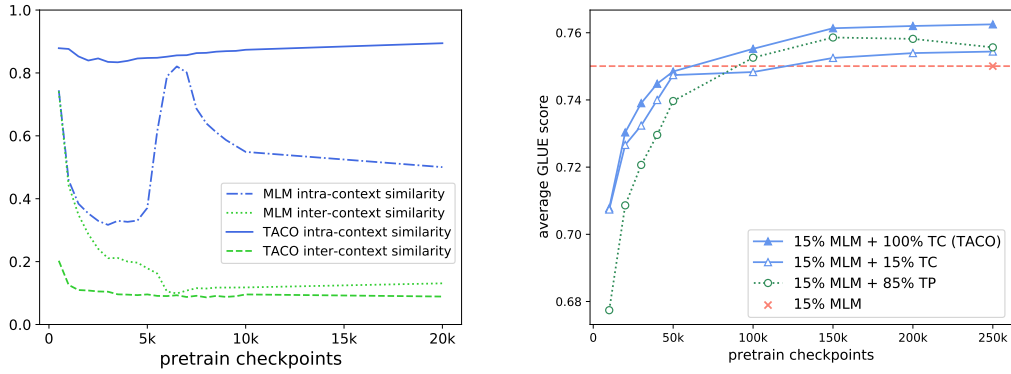 1.0
0.8
0.6
0.4
0.2
0.0
MLM intra-context similarity
MLM inter-context similarity
TACO intra-context similarity
TACO inter-context similarity
0
5k
10k
15k
20k
pretrain checkpoints
average GLUE score
0.76
0.74
0.72
0.70
0.68
15% MLM + 100% TC (TACO)
15% MLM + 15% TC
15% MLM + 85% TP
15% MLM
0
50k
100k
150k
200k
250k
pretrain checkpoints